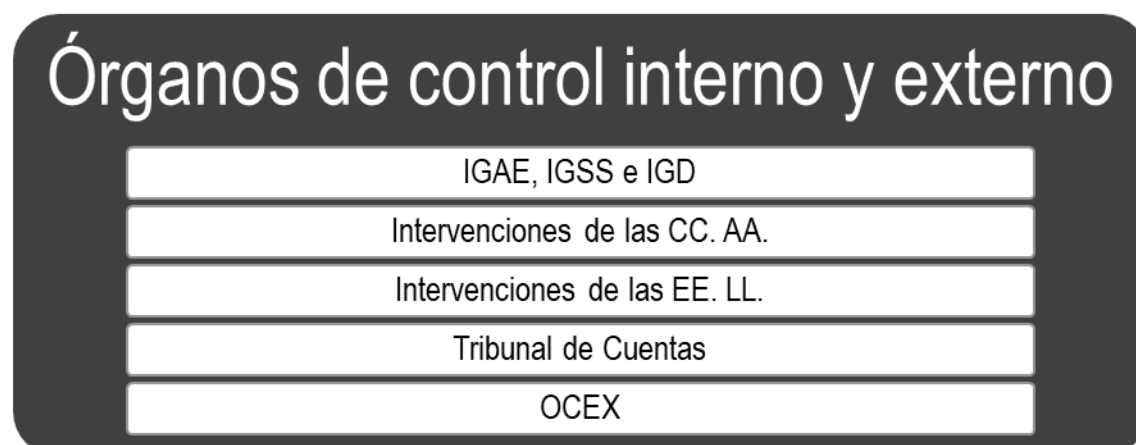 Órganos de control interno y externo
IGAE, IGSS e IGD
Intervenciones de las CC. AA.
Intervenciones de las EE. LL.
Tribunal de Cuentas
OCEX